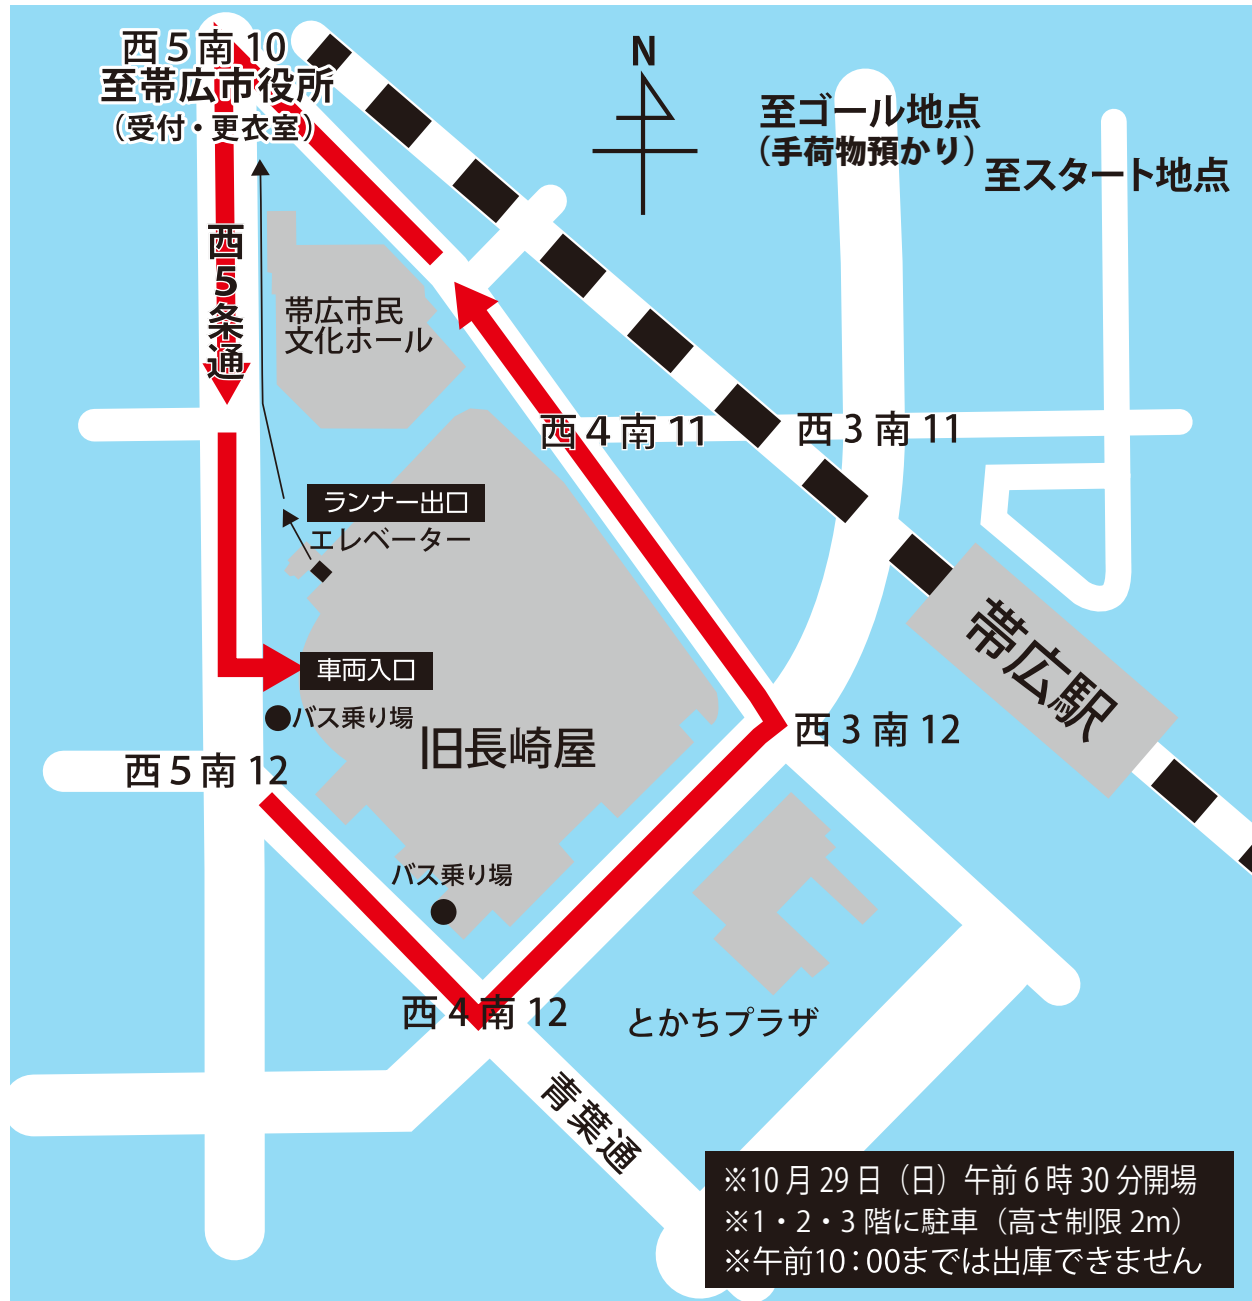 西5南10
至帯広市役所
（受付・更衣室）
N
至ゴール地点
（手荷物預かり）
至スタート地点
西5条通
帯広市民
文化ホール
西4南11
西3南11
ランナー出口
エレベーター
帯広駅
車両入口
バス乗り場
旧長崎屋
西3南12
西5南12
バス乗り場
西4南12
とかちプラザ
青葉通
※10月29日（日）午前6時30分開場
※1・2・3階に駐車（高さ制限2m）
※午前10：00までは出庫できません